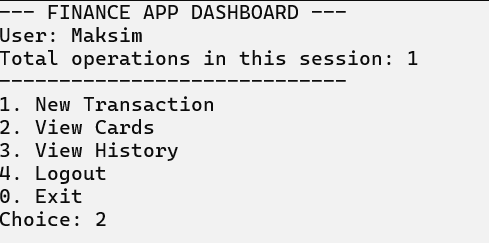 --- FINANCE APP DASHBOARD ---
User: Maksim
Total operations in this session: 1
-----------------------------
1. New Transaction
2. View Cards
3. View History
4. Logout
0. Exit
Choice: 2